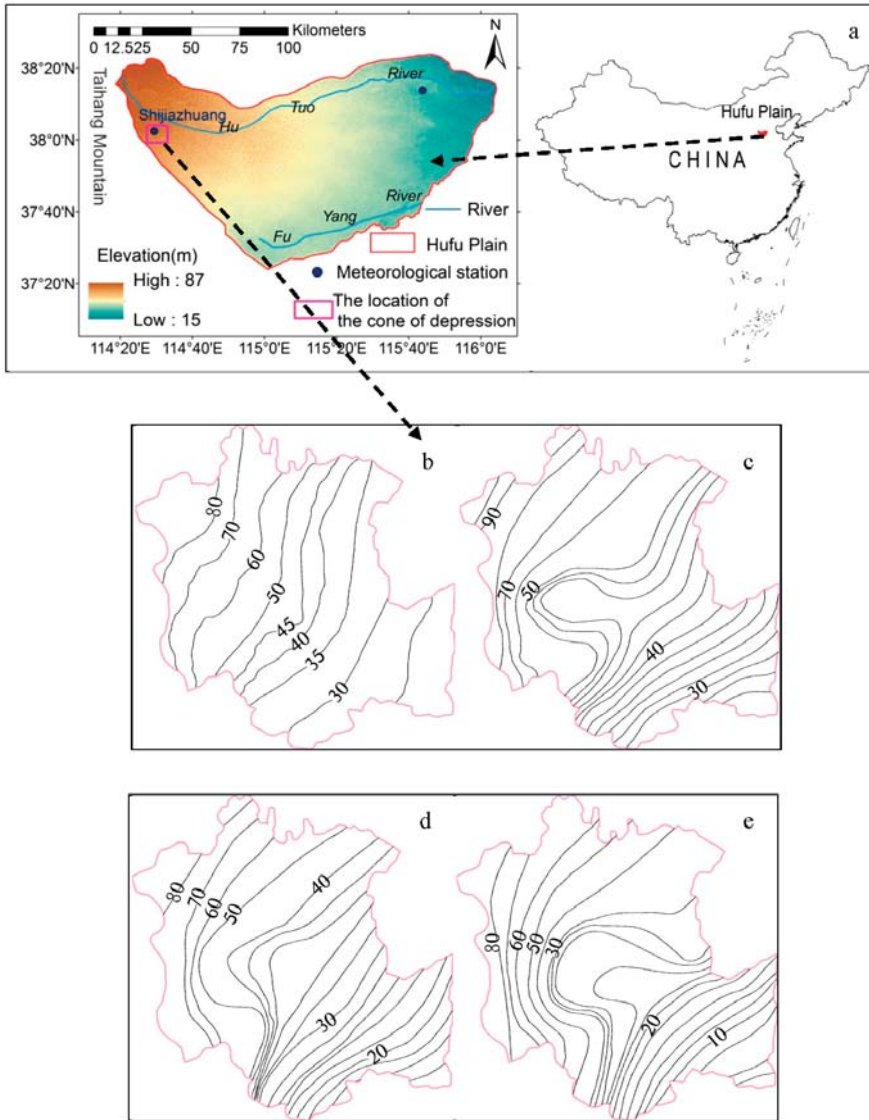 Kilometers
0 12.525 50 75 100
N
a
38°20'N
38°0'N
37°40'N
37°20'N
Taihang Mountain
River
Tuo
Hu
Shijiazhuang
River
Yang
Fu
River
Hufu Plain
Meteorological station
The location of
the cone of depression
Elevation(m)
High : 87
Low : 15
114°20'E 114°40'E 115°0'E 115°20'E 115°40'E 116°0'E
Hufu Plain
CHINA
b
80
70
60
50
45
40
35
30
c
90
70
50
40
30
d
80
70
60
50
40
30
20
e
80
60
50
30
20
10